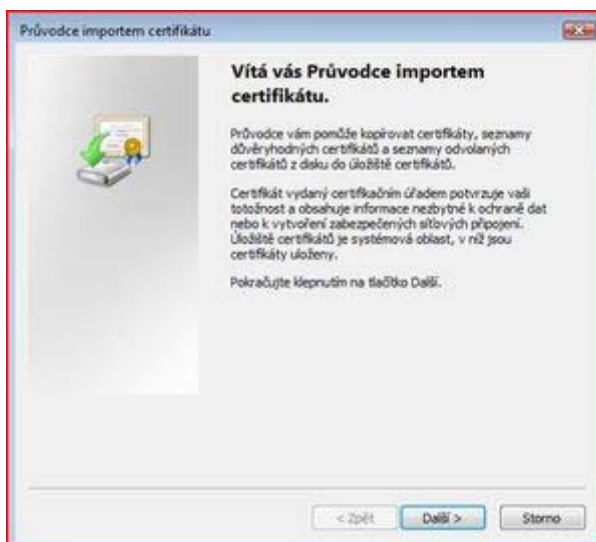 Průvodce importem certifikátu
Vítá vás Průvodce importem
certifikátu.
Průvodce vám pomůže kopírovat certifikáty, seznamy
důvěryhodných certifikátů a seznamy odvolaných
certifikátů z disku do úložiště certifikátů.
Certifikát vydaný certifikačním úřadem potvrzuje vaši
totožnost a obsahuje informace nezbytné k ochraně dat
nebo k vytvoření zabezpečených síťových připojení.
Úložiště certifikátů je systémová oblast, v níž jsou
certifikáty uloženy.
Pokračujte klepnutím na tlačítko Další.
< Zpět
Další >
Storno